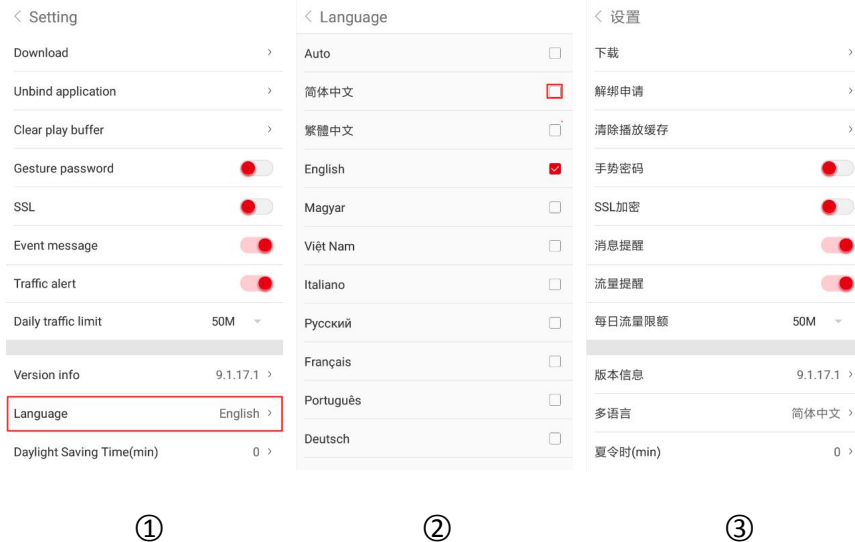 Setting
Download
Unbind application
Clear play buffer
Gesture password
SSL
Event message
Traffic alert
Daily traffic limit 50M
Version info 9.1.17.1
Language English
Daylight Saving Time(min) 0
①
Language
Auto
简体中文
繁體中文
English
Magyar
Việt Nam
Italiano
Русский
Français
Português
Deutsch
②
设置
下载
解绑申请
清除播放缓存
手势密码
SSL加密
消息提醒
流量提醒
每日流量限额 50M
版本信息 9.1.17.1
多语言 简体中文
夏令时(min) 0
③